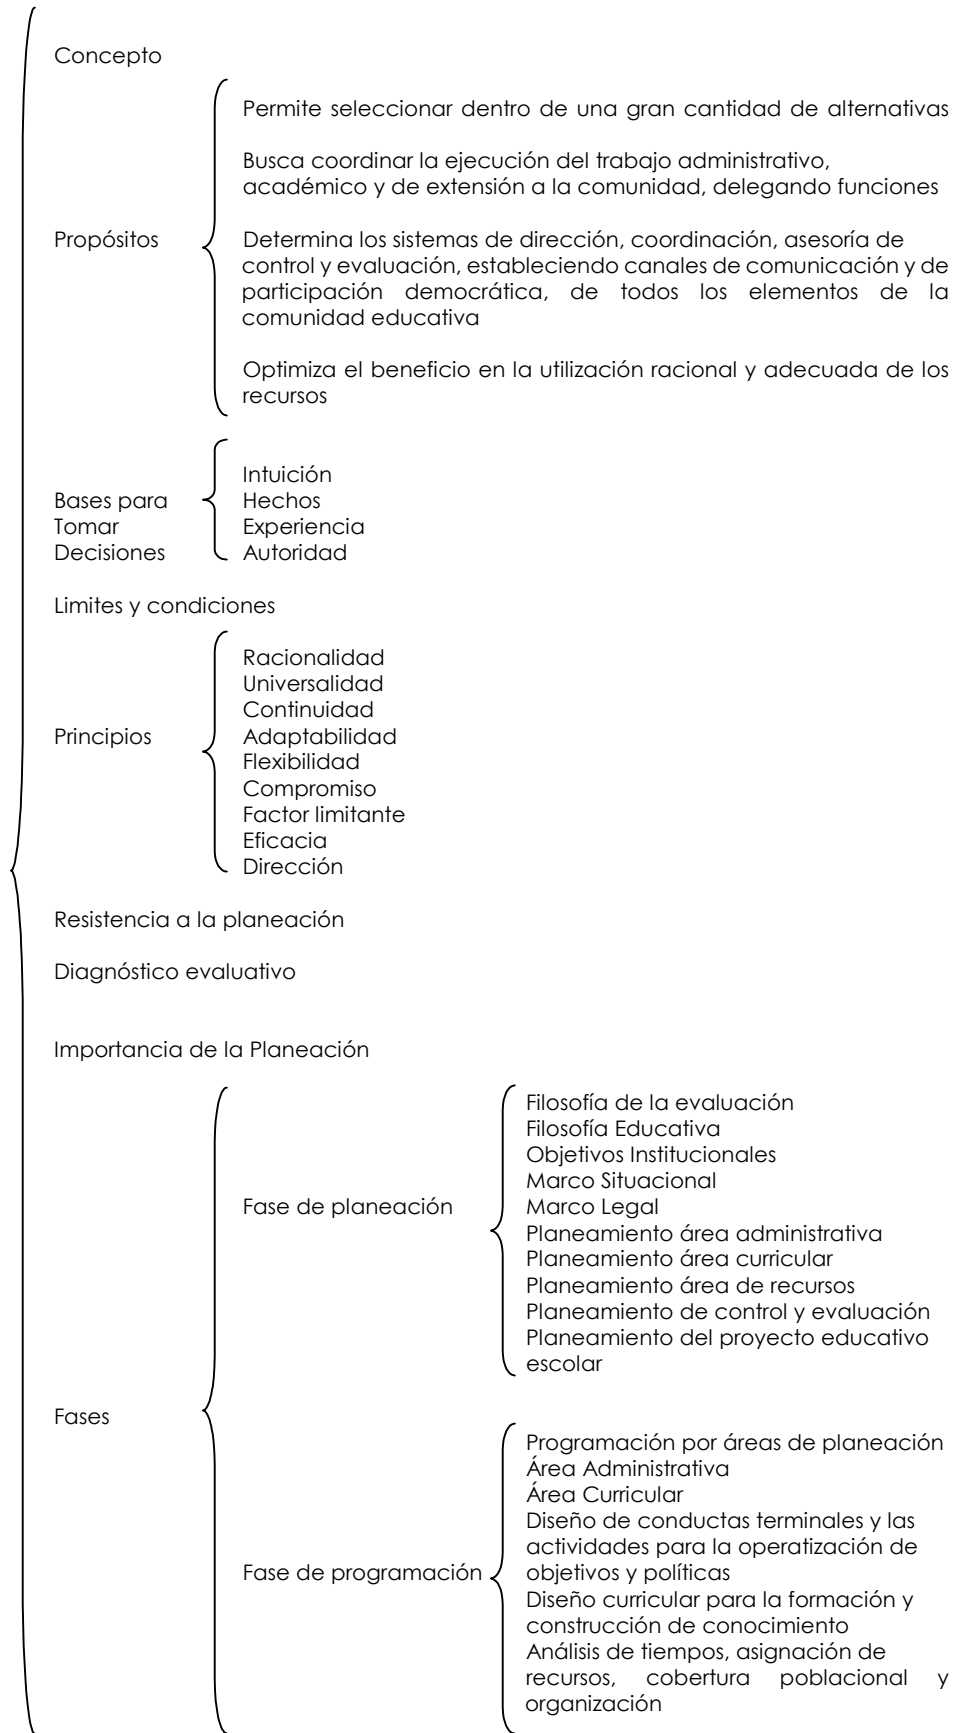 Concepto
Permite seleccionar dentro de una gran cantidad de alternativas
Busca coordinar la ejecución del trabajo administrativo,
académico y de extensión a la comunidad, delegando funciones
Propósitos
Determina los sistemas de dirección, coordinación, asesoría de
control y evaluación, estableciendo canales de comunicación y de
participación democrática, de todos los elementos de la
comunidad educativa
Optimiza el beneficio en la utilización racional y adecuada de los
recursos
Bases para
Tomar
Decisiones
Intuición
Hechos
Experiencia
Autoridad
Limites y condiciones
Principios
Racionalidad
Universalidad
Continuidad
Adaptabilidad
Flexibilidad
Compromiso
Factor limitante
Eficacia
Dirección
Resistencia a la planeación
Diagnóstico evaluativo
Importancia de la Planeación
Fases
Fase de planeación
Filosofía de la evaluación
Filosofía Educativa
Objetivos Institucionales
Marco Situacional
Marco Legal
Planeamiento área administrativa
Planeamiento área curricular
Planeamiento área de recursos
Planeamiento de control y evaluación
Planeamiento del proyecto educativo
escolar
Fase de programación
Programación por áreas de planeación
Área Administrativa
Área Curricular
Diseño de conductas terminales y las
actividades para la operatización de
objetivos y políticas
Diseño curricular para la formación y
construcción de conocimiento
Análisis de tiempos, asignación de
recursos, cobertura poblacional y
organización